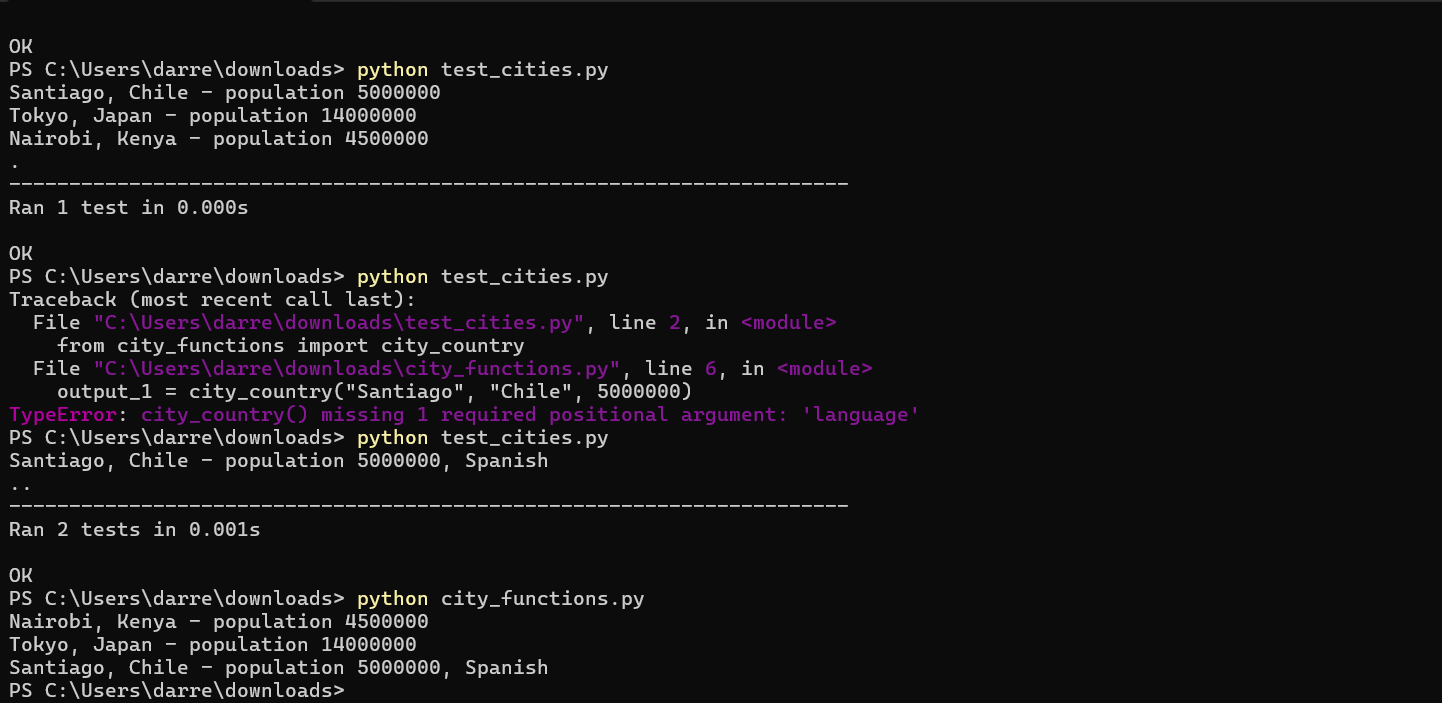 OK
PS C:\Users\darre\downloads> python test_cities.py
Santiago, Chile - population 5000000
Tokyo, Japan - population 14000000
Nairobi, Kenya - population 4500000
.
----------------------------------------------------------------------
Ran 1 test in 0.000s

OK
PS C:\Users\darre\downloads> python test_cities.py
Traceback (most recent call last):
  File "C:\Users\darre\downloads\test_cities.py", line 2, in <module>
    from city_functions import city_country
  File "C:\Users\darre\downloads\city_functions.py", line 6, in <module>
    output_1 = city_country("Santiago", "Chile", 5000000)
TypeError: city_country() missing 1 required positional argument: 'language'
PS C:\Users\darre\downloads> python test_cities.py
Santiago, Chile - population 5000000, Spanish
..
----------------------------------------------------------------------
Ran 2 tests in 0.001s

OK
PS C:\Users\darre\downloads> python city_functions.py
Nairobi, Kenya - population 4500000
Tokyo, Japan - population 14000000
Santiago, Chile - population 5000000, Spanish
PS C:\Users\darre\downloads>